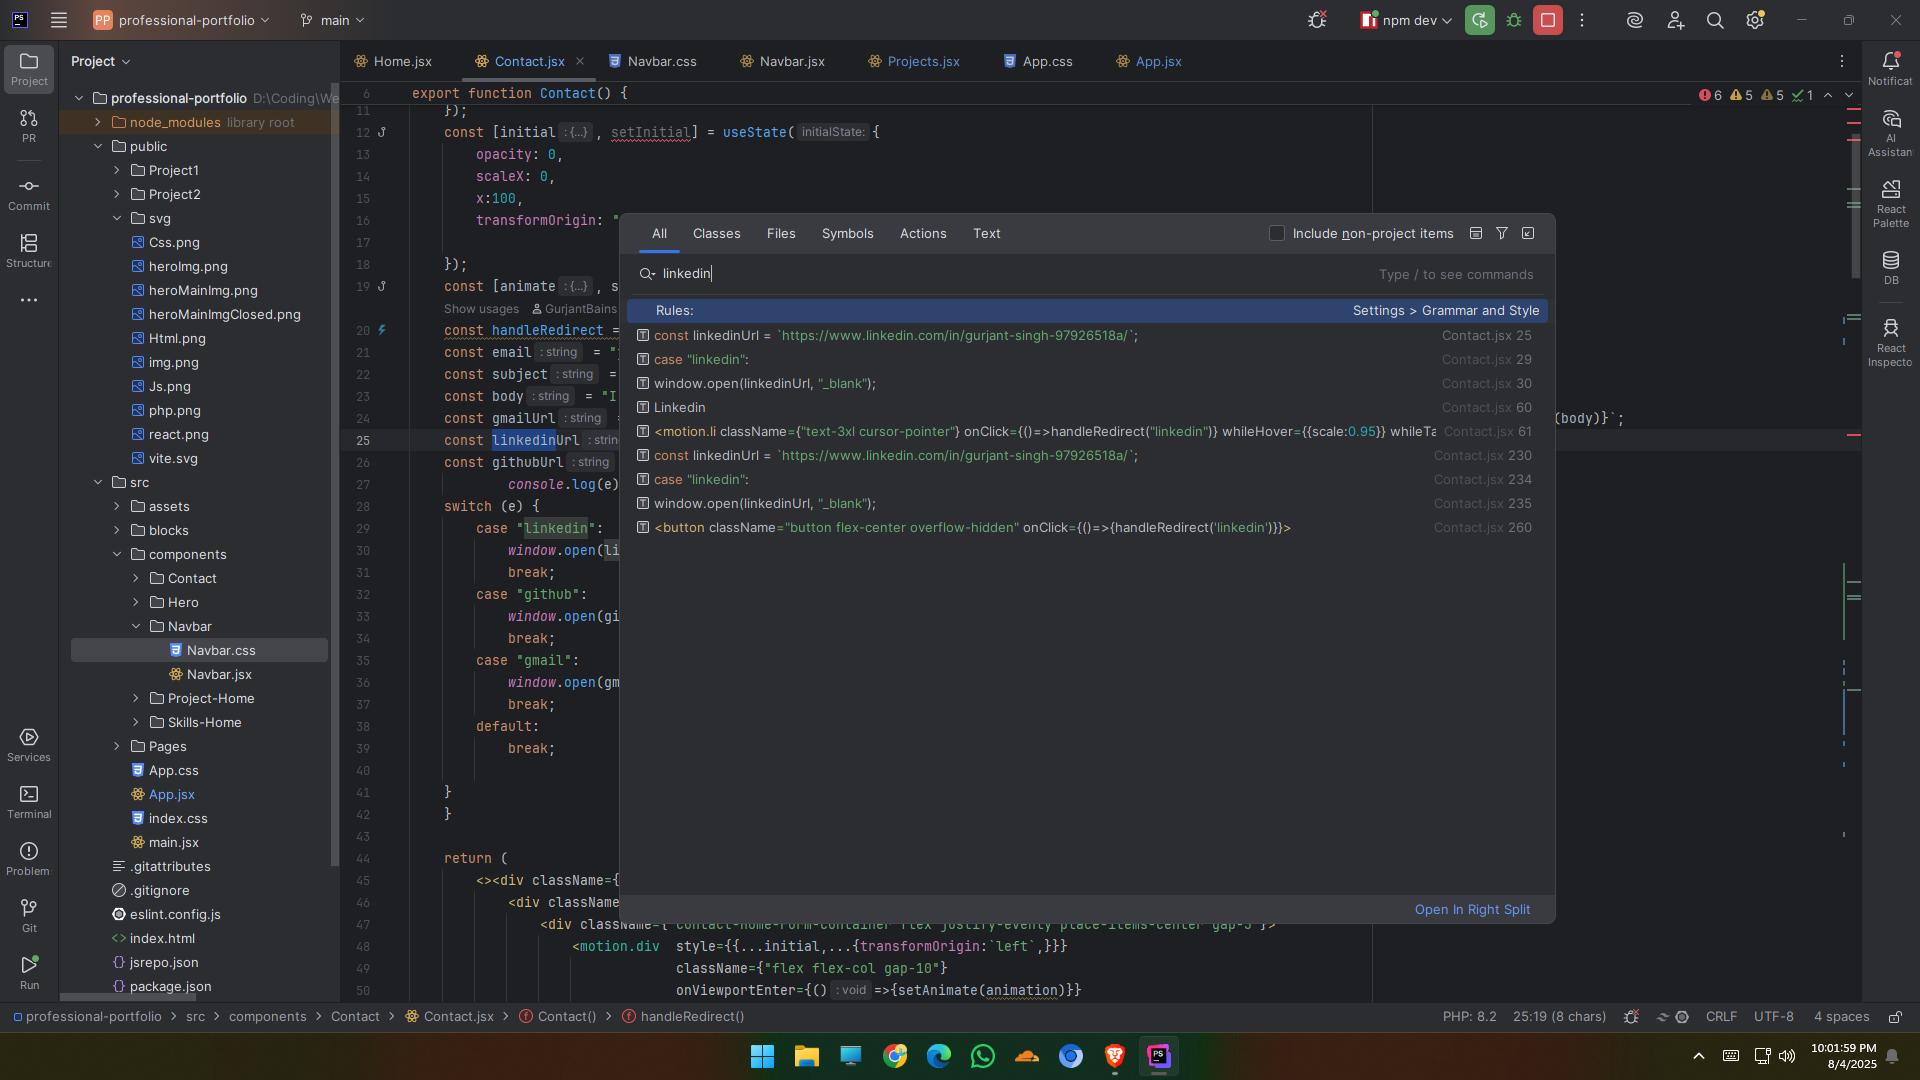 PS
PP professional-portfolio
main
npm dev
Project
PR
Commit
Structure
Services
Terminal
Problem
Git
Run
Project
professional-portfolio D:\Coding\We
node_modules library root
public
Project1
Project2
svg
Css.png
heroImg.png
heroMainImg.png
heroMainImgClosed.png
Html.png
img.png
Js.png
php.png
react.png
vite.svg
src
assets
blocks
components
Contact
Hero
Navbar
Navbar.css
Navbar.jsx
Project-Home
Skills-Home
Pages
App.css
App.jsx
index.css
main.jsx
.gitattributes
.gitignore
eslint.config.js
index.html
jsrepo.json
package.json
Home.jsx
Contact.jsx
Navbar.css
Navbar.jsx
Projects.jsx
App.css
App.jsx
6 export function Contact() {
6 5 5 1
11 });
12 const [initial :{...} , setInitial] = useState( initialState: {
13 opacity: 0,
14 scaleX: 0,
15 x:100,
16 transformOrigin: "
17
18 });
19 const [animate :{...} , s
Show usages GurjantBains
20 const handleRedirect =
21 const email :string = "
22 const subject :string =
23 const body :string = "I
24 const gmailUrl :string
(body)}`;
25 const linkedinUrl :strin
26 const githubUrl :string
27 console.log(e)
28 switch (e) {
29 case "linkedin":
30 window.open(li
31 break;
32 case "github":
33 window.open(gi
34 break;
35 case "gmail":
36 window.open(gm
37 break;
38 default:
39 break;
40
41 }
42 }
43
44 return (
45 <><div className={
46 <div className
47 <div className={"contact-home-Form-container flex justify-evenly place-items-center gap-5"}>
48 <motion.div style={{...initial,...{transformOrigin:`left`,}}}
49 className={"flex flex-col gap-10"}
50 onViewportEnter={() :void =>{setAnimate(animation)}}
All Classes Files Symbols Actions Text
Include non-project items
linkedin
Type / to see commands
Rules: Settings > Grammar and Style
const linkedinUrl = `https://www.linkedin.com/in/gurjant-singh-97926518a/`; Contact.jsx 25
case "linkedin": Contact.jsx 29
window.open(linkedinUrl, "_blank"); Contact.jsx 30
Linkedin Contact.jsx 60
<motion.li className={"text-3xl cursor-pointer"} onClick={()=>handleRedirect("linkedin")} whileHover={{scale:0.95}} whileTa Contact.jsx 61
const linkedinUrl = `https://www.linkedin.com/in/gurjant-singh-97926518a/`; Contact.jsx 230
case "linkedin": Contact.jsx 234
window.open(linkedinUrl, "_blank"); Contact.jsx 235
<button className="button flex-center overflow-hidden" onClick={()=>{handleRedirect('linkedin')}}> Contact.jsx 260
Open In Right Split
Notificat
AI
Assistan
React
Palette
DB
React
Inspecto
professional-portfolio > src > components > Contact > Contact.jsx > Contact() > handleRedirect()
PHP: 8.2 25:19 (8 chars) CRLF UTF-8 4 spaces
PS
10:01:59 PM
8/4/2025